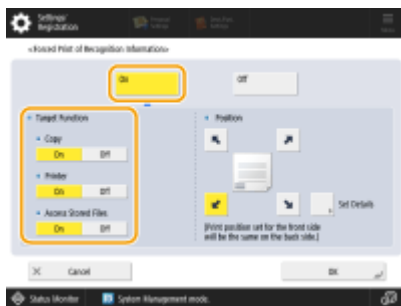 Settings/
Registration
<Forced Print of Recognition Information>
On
Off
Target Function
Position
Copy
On Off
Printer
On Off
Set Details
Access Stored Files
On Off
[Print position set for the front side
will be the same on the back side.]
Cancel
OK
Status Monitor
System Management mode.